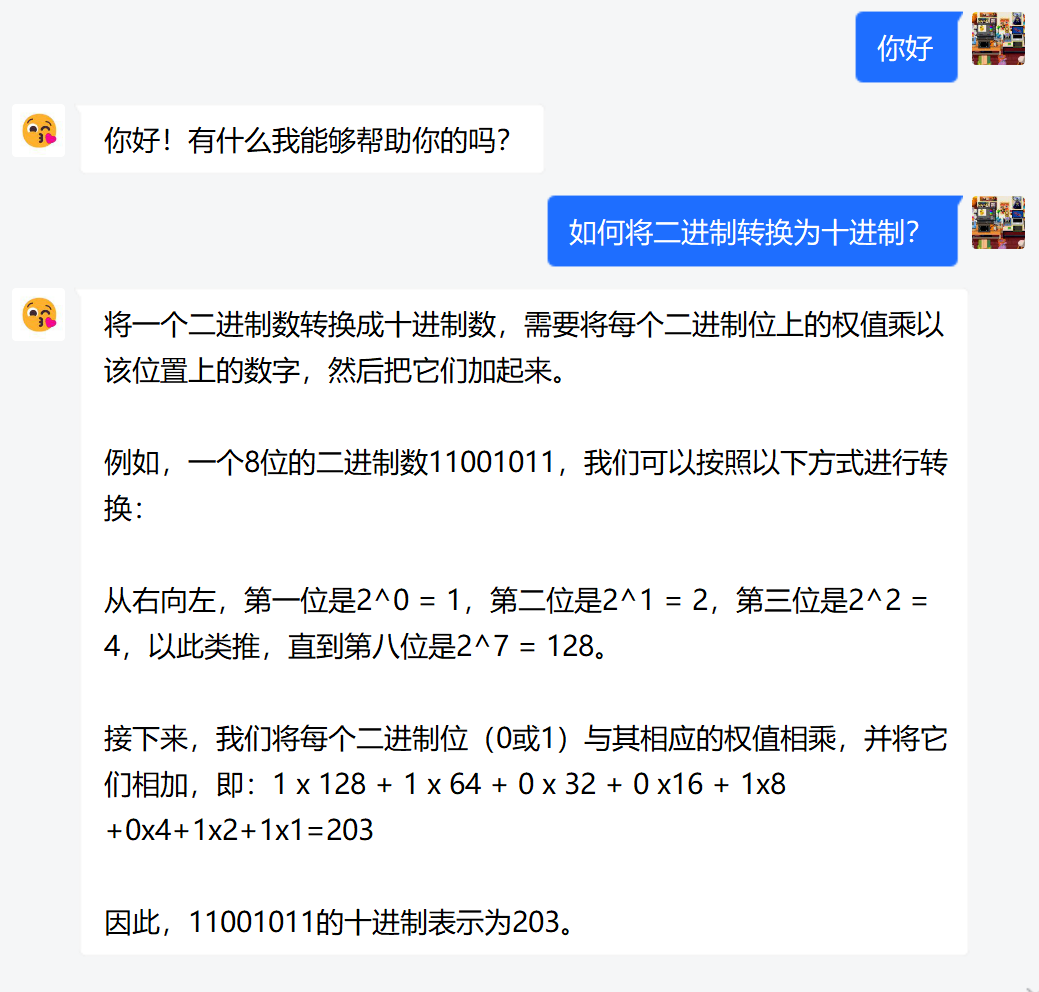 你好
你好！有什么我能够帮助你的吗？
如何将二进制转换为十进制？
将一个二进制数转换成十进制数，需要将每个二进制位上的权值乘以
该位置上的数字，然后把它们加起来。
例如，一个8位的二进制数11001011，我们可以按照以下方式进行转
换：
从右向左，第一位是2^0 = 1，第二位是2^1 = 2，第三位是2^2 =
4，以此类推，直到第八位是2^7 = 128。
接下来，我们将每个二进制位（0或1）与其相应的权值相乘，并将它
们相加，即：1 x 128 + 1 x 64 + 0 x 32 + 0 x16 + 1x8
+0x4+1x2+1x1=203
因此，11001011的十进制表示为203。